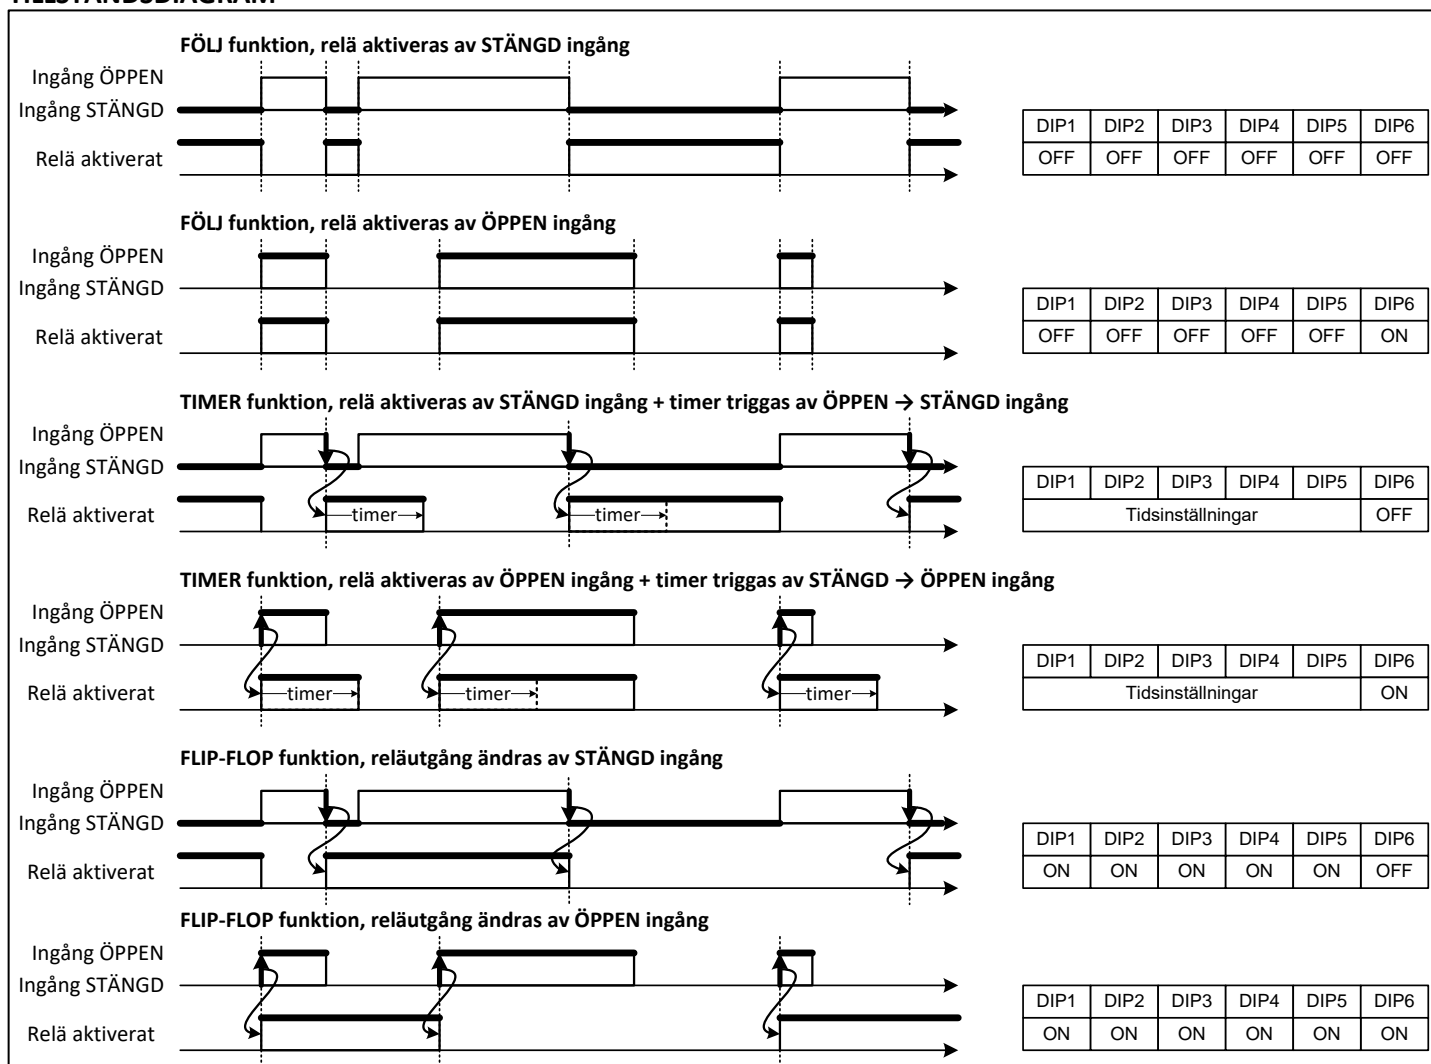 TILLSTÅNDSDIAGRAM
FÖLJ funktion, relä aktiveras av STÄNGD ingång
Ingång ÖPPEN
Ingång STÄNGD
Relä aktiverat
DIP1 DIP2 DIP3 DIP4 DIP5 DIP6
OFF OFF OFF OFF OFF OFF
FÖLJ funktion, relä aktiveras av ÖPPEN ingång
Ingång ÖPPEN
Ingång STÄNGD
Relä aktiverat
DIP1 DIP2 DIP3 DIP4 DIP5 DIP6
OFF OFF OFF OFF OFF ON
TIMER funktion, relä aktiveras av STÄNGD ingång + timer triggas av ÖPPEN → STÄNGD ingång
Ingång ÖPPEN
Ingång STÄNGD
Relä aktiverat
timer timer
DIP1 DIP2 DIP3 DIP4 DIP5 DIP6
Tidsinställningar OFF
TIMER funktion, relä aktiveras av ÖPPEN ingång + timer triggas av STÄNGD → ÖPPEN ingång
Ingång ÖPPEN
Ingång STÄNGD
Relä aktiverat
timer timer timer
DIP1 DIP2 DIP3 DIP4 DIP5 DIP6
Tidsinställningar ON
FLIP-FLOP funktion, reläutgång ändras av STÄNGD ingång
Ingång ÖPPEN
Ingång STÄNGD
Relä aktiverat
DIP1 DIP2 DIP3 DIP4 DIP5 DIP6
ON ON ON ON ON OFF
FLIP-FLOP funktion, reläutgång ändras av ÖPPEN ingång
Ingång ÖPPEN
Ingång STÄNGD
Relä aktiverat
DIP1 DIP2 DIP3 DIP4 DIP5 DIP6
ON ON ON ON ON ON